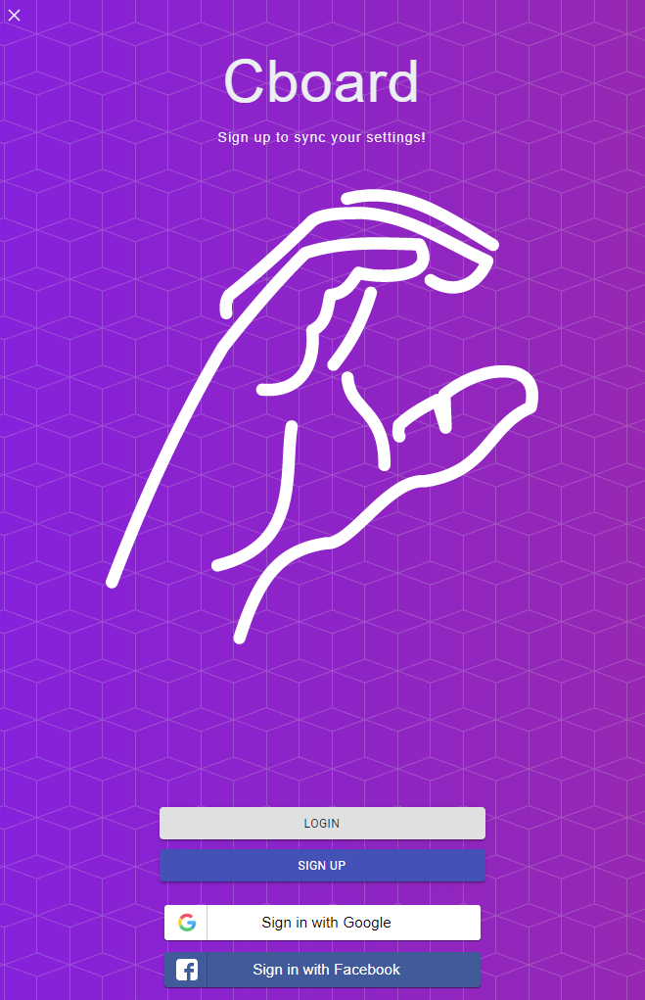 Cboard
Sign up to sync your settings!
LOGIN
SIGN UP
Sign in with Google
Sign in with Facebook